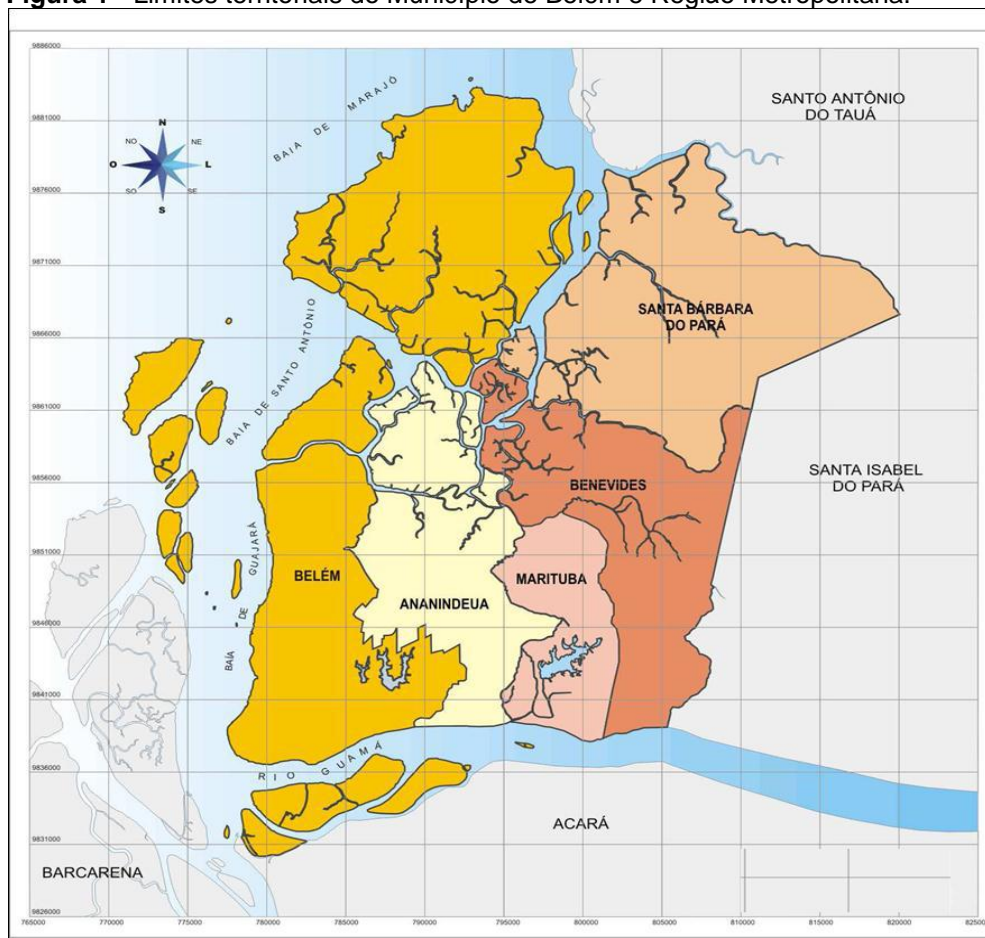 Figura 1 - Limites territoriais do Município de Belém e Região Metropolitana.
9886000
9881000
9876000
9871000
9866000
9861000
9856000
9851000
9846000
9841000
9836000
9831000
9826000
N
NO
NE
O
L
SO
SE
S
BAIA DE MARAJÓ
SANTO ANTÔNIO
DO TAUÁ
BAIA DE SANTO ANTÔNIO
SANTA BÁRBARA
DO PARÁ
SANTA ISABEL
DO PARÁ
BENEVIDES
BAÍA DE GUAJARÁ
BELÉM
MARITUBA
ANANINDEUA
RIO GUAMÁ
ACARÁ
BARCARENA
765000 770000 775000 780000 785000 790000 795000 800000 805000 810000 815000 820000 82500